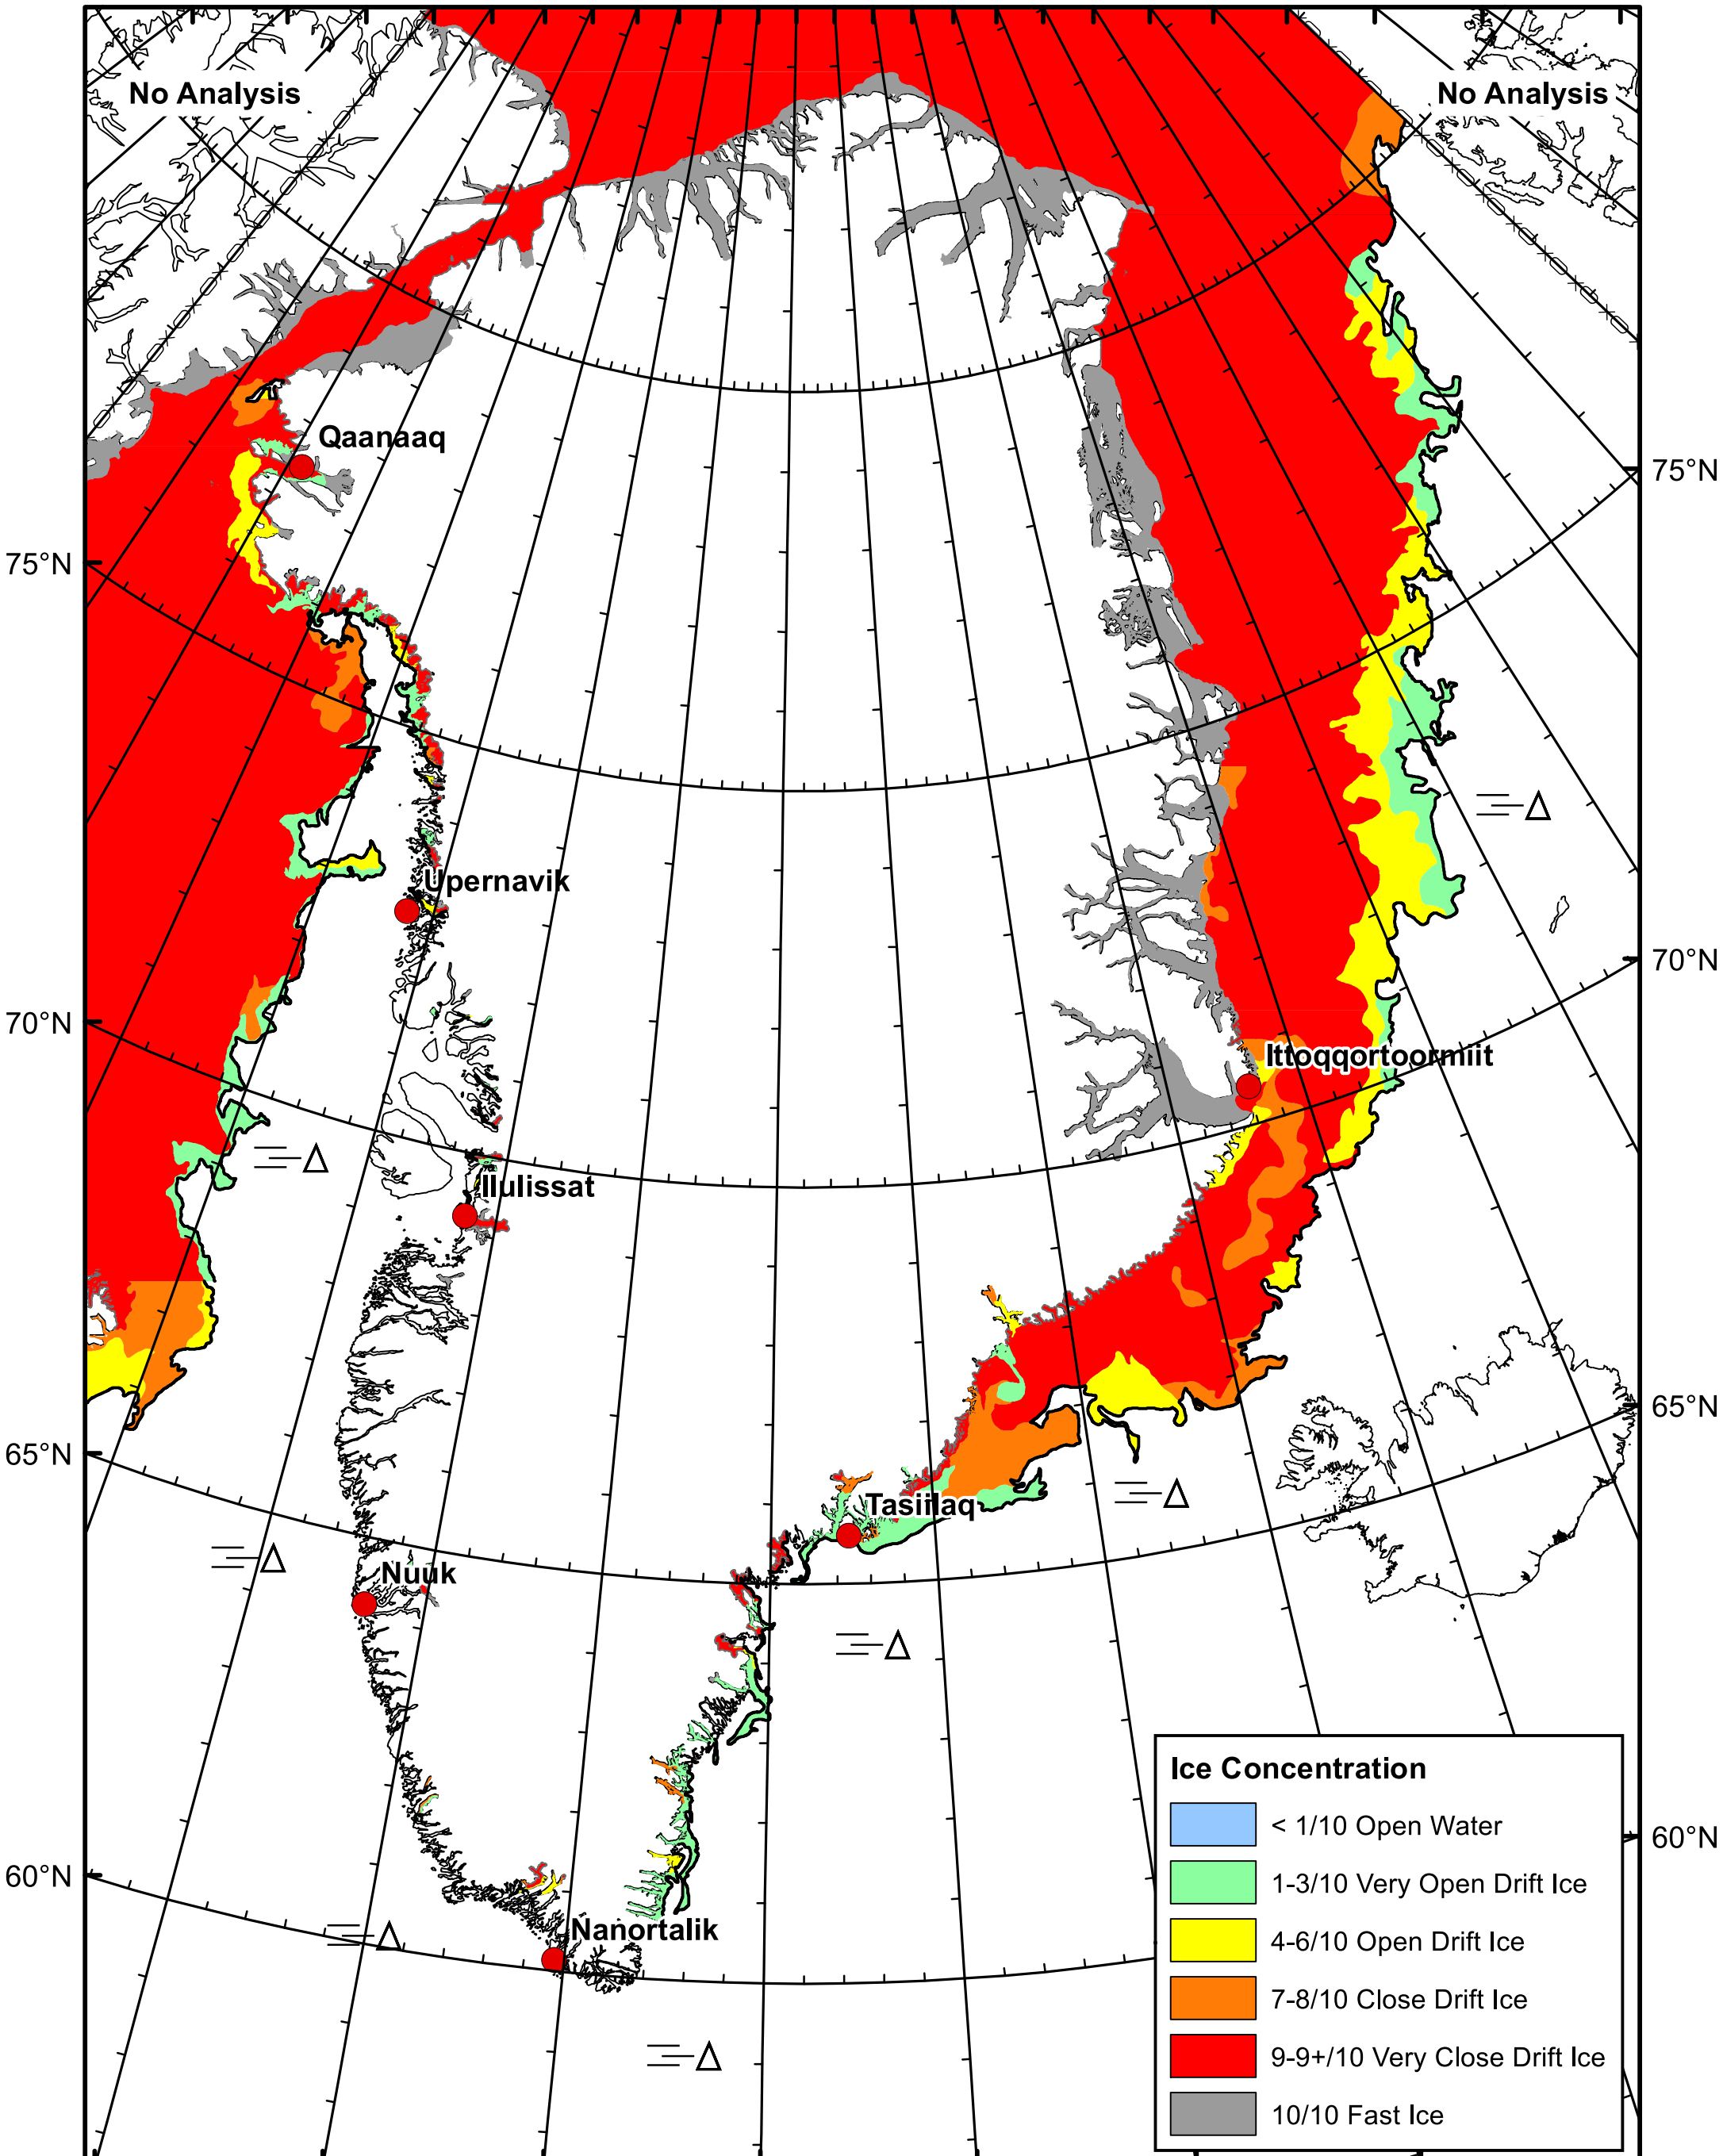 No Analysis
No Analysis
Qaanaaq
75°N
75°N
Upernavik
70°N
70°N
Ittoqqortoormiit
Ilulissat
65°N
65°N
Tasiilaq
Nuuk
Ice Concentration
< 1/10 Open Water
60°N
60°N
1-3/10 Very Open Drift Ice
Nanortalik
4-6/10 Open Drift Ice
7-8/10 Close Drift Ice
9-9+/10 Very Close Drift Ice
10/10 Fast Ice